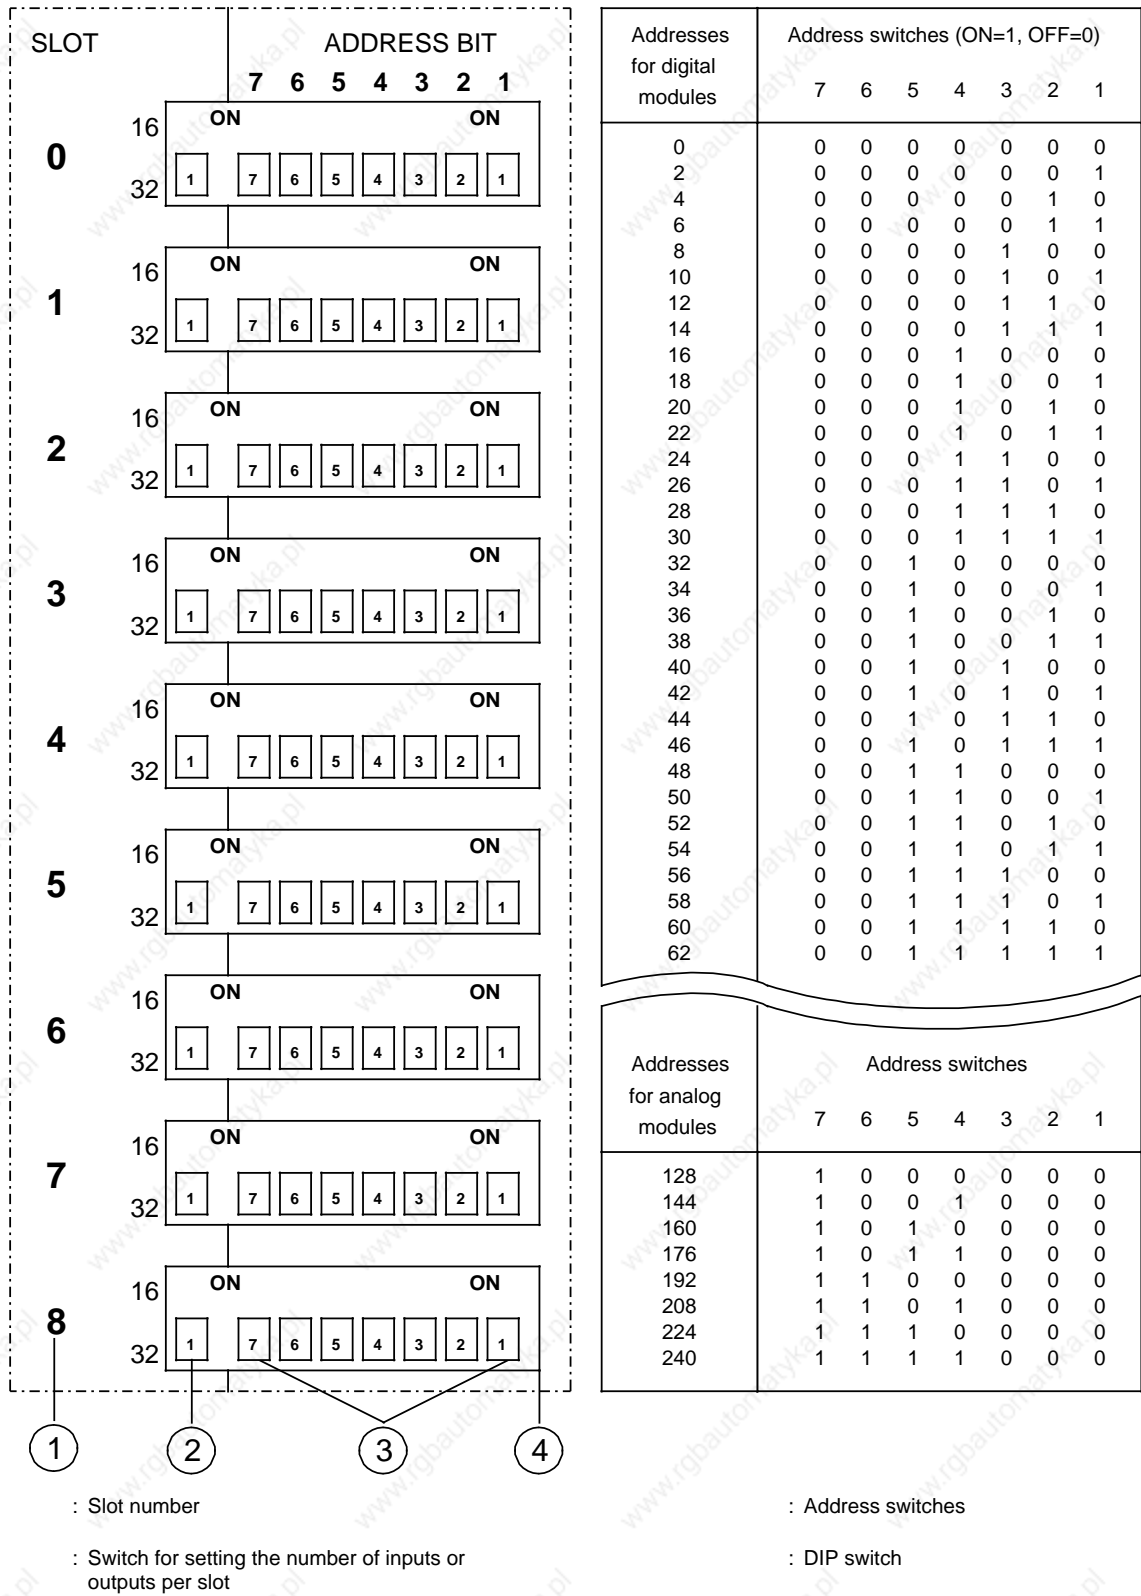 SLOT
ADDRESS BIT
7 6 5 4 3 2 1
0
16
32
ON ON
1 7 6 5 4 3 2 1
1
16
32
ON ON
1 7 6 5 4 3 2 1
2
16
32
ON ON
1 7 6 5 4 3 2 1
3
16
32
ON ON
1 7 6 5 4 3 2 1
4
16
32
ON ON
1 7 6 5 4 3 2 1
5
16
32
ON ON
1 7 6 5 4 3 2 1
6
16
32
ON ON
1 7 6 5 4 3 2 1
7
16
32
ON ON
1 7 6 5 4 3 2 1
8
16
32
ON ON
1 7 6 5 4 3 2 1
1 2 3 4
Addresses
for digital
modules
Address switches (ON=1, OFF=0)
7 6 5 4 3 2 1
0 0 0 0 0 0 0 0
2 0 0 0 0 0 0 1
4 0 0 0 0 0 1 0
6 0 0 0 0 0 1 1
8 0 0 0 0 1 0 0
10 0 0 0 0 1 0 1
12 0 0 0 0 1 1 0
14 0 0 0 0 1 1 1
16 0 0 0 1 0 0 0
18 0 0 0 1 0 0 1
20 0 0 0 1 0 1 0
22 0 0 0 1 0 1 1
24 0 0 0 1 1 0 0
26 0 0 0 1 1 0 1
28 0 0 0 1 1 1 0
30 0 0 0 1 1 1 1
32 0 0 1 0 0 0 0
34 0 0 1 0 0 0 1
36 0 0 1 0 0 1 0
38 0 0 1 0 0 1 1
40 0 0 1 0 1 0 0
42 0 0 1 0 1 0 1
44 0 0 1 0 1 1 0
46 0 0 1 0 1 1 1
48 0 0 1 1 0 0 0
50 0 0 1 1 0 0 1
52 0 0 1 1 0 1 0
54 0 0 1 1 0 1 1
56 0 0 1 1 1 0 0
58 0 0 1 1 1 0 1
60 0 0 1 1 1 1 0
62 0 0 1 1 1 1 1
Addresses
for analog
modules
Address switches
7 6 5 4 3 2 1
128 1 0 0 0 0 0 0
144 1 0 0 1 0 0 0
160 1 0 1 0 0 0 0
176 1 0 1 1 0 0 0
192 1 1 0 0 0 0 0
208 1 1 0 1 0 0 0
224 1 1 1 0 0 0 0
240 1 1 1 1 0 0 0
: Slot number
: Switch for setting the number of inputs or
outputs per slot
: Address switches
: DIP switch
www.rgbautomatyka.pl